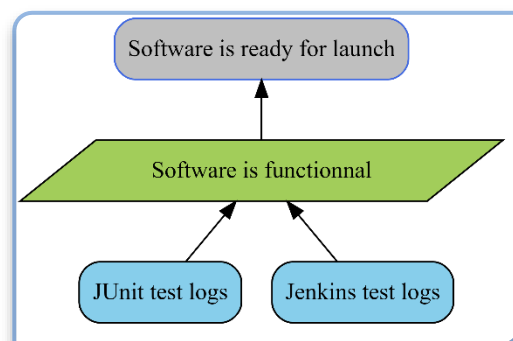 Software is ready for launch
Software is functionnal
JUnit test logs
Jenkins test logs